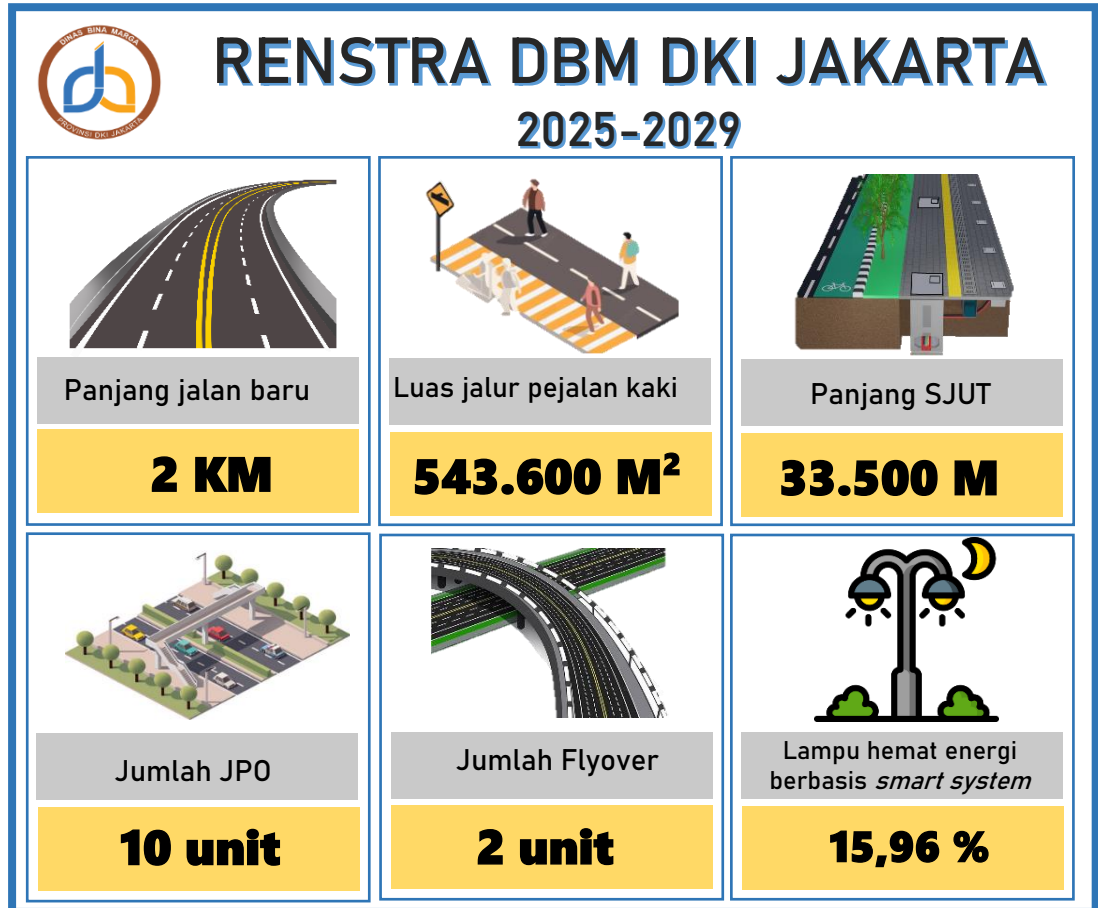 DINAS BINA MARGA
PROVINSI DKI JAKARTA
RENSTRA DBM DKI JAKARTA
2025-2029
Panjang jalan baru
2 KM
Luas jalur pejalan kaki
543.600 M²
Panjang SJUT
33.500 M
Jumlah JPO
10 unit
Jumlah Flyover
2 unit
Lampu hemat energi
berbasis smart system
15,96 %